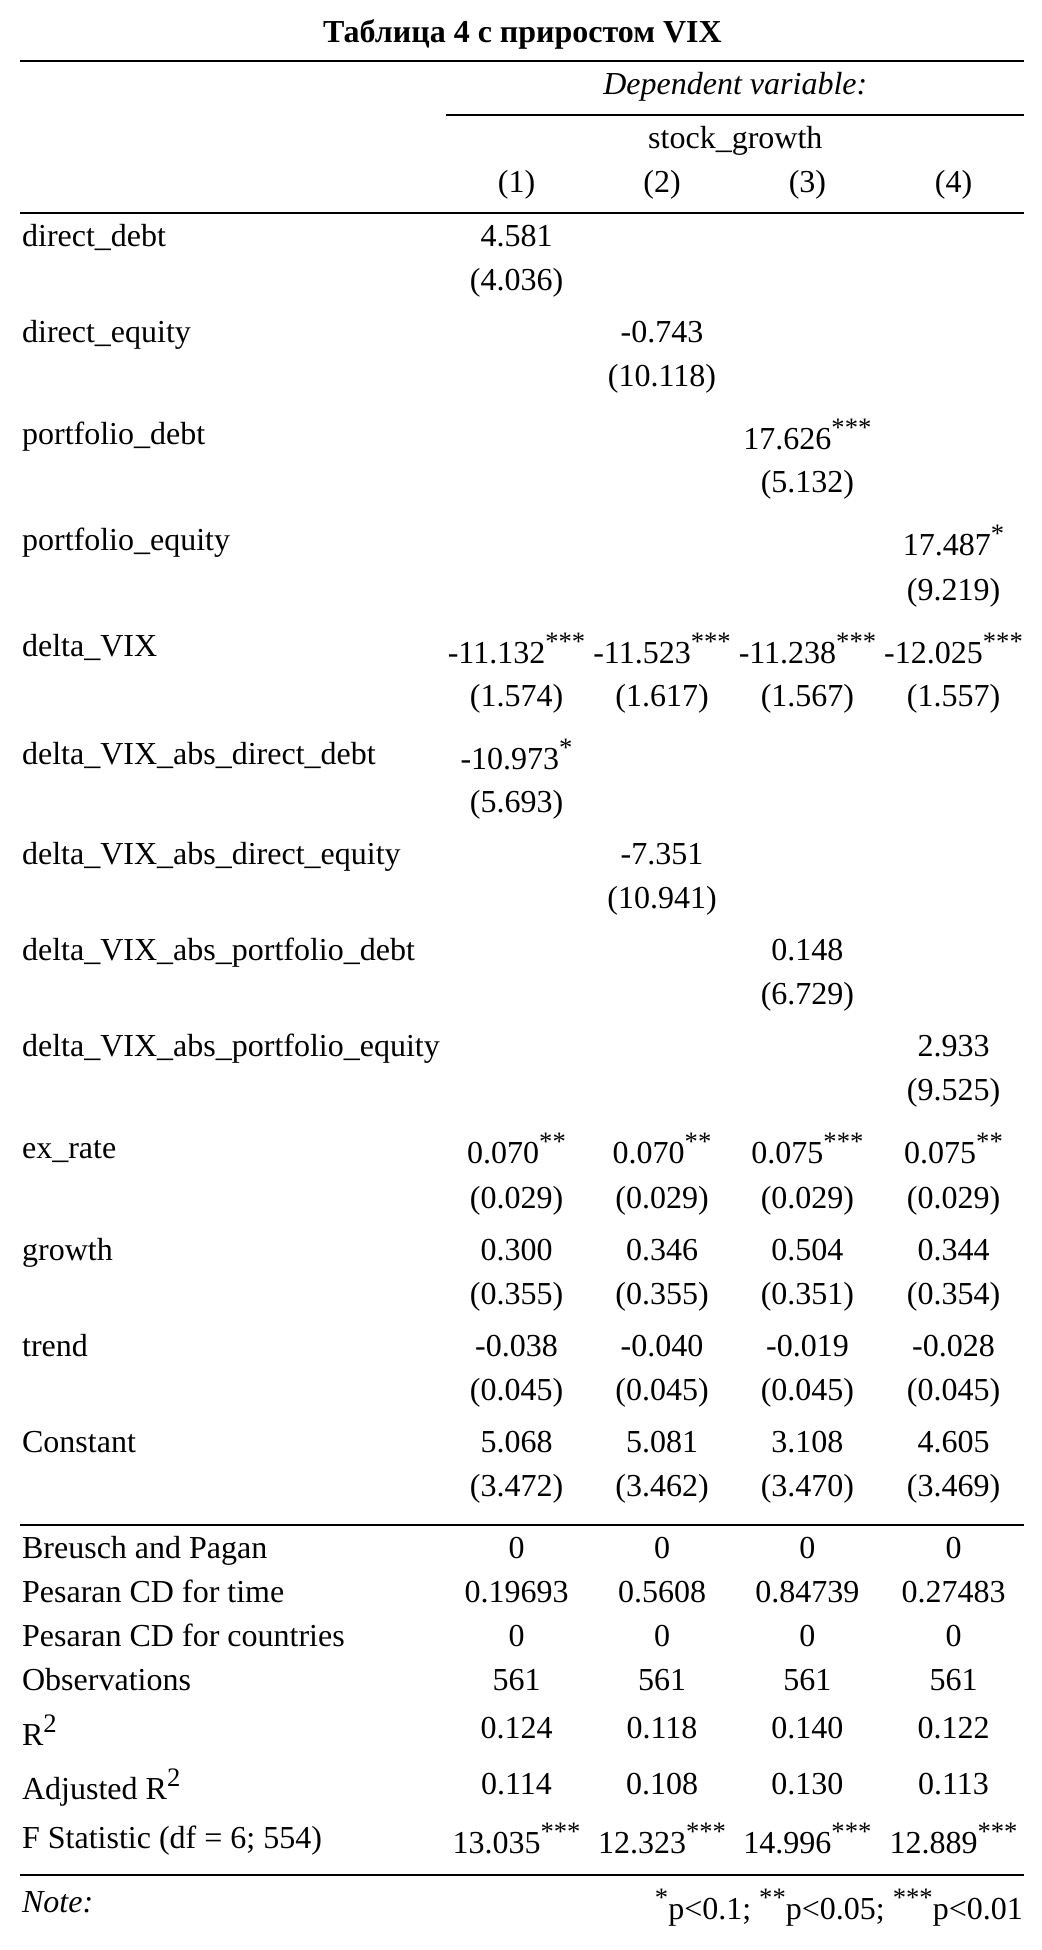 Таблица 4 с приростом VIX
Dependent variable:
stock_growth
(1) (2) (3) (4)
direct_debt 4.581
(4.036)
direct_equity -0.743
(10.118)
portfolio_debt 17.626***
(5.132)
portfolio_equity 17.487*
(9.219)
delta_VIX -11.132*** -11.523*** -11.238*** -12.025***
(1.574) (1.617) (1.567) (1.557)
delta_VIX_abs_direct_debt -10.973*
(5.693)
delta_VIX_abs_direct_equity -7.351
(10.941)
delta_VIX_abs_portfolio_debt 0.148
(6.729)
delta_VIX_abs_portfolio_equity 2.933
(9.525)
ex_rate 0.070** 0.070** 0.075*** 0.075**
(0.029) (0.029) (0.029) (0.029)
growth 0.300 0.346 0.504 0.344
(0.355) (0.355) (0.351) (0.354)
trend -0.038 -0.040 -0.019 -0.028
(0.045) (0.045) (0.045) (0.045)
Constant 5.068 5.081 3.108 4.605
(3.472) (3.462) (3.470) (3.469)
Breusch and Pagan 0 0 0 0
Pesaran CD for time 0.19693 0.5608 0.84739 0.27483
Pesaran CD for countries 0 0 0 0
Observations 561 561 561 561
R2 0.124 0.118 0.140 0.122
Adjusted R2 0.114 0.108 0.130 0.113
F Statistic (df = 6; 554) 13.035*** 12.323*** 14.996*** 12.889***
Note: *p<0.1; **p<0.05; ***p<0.01